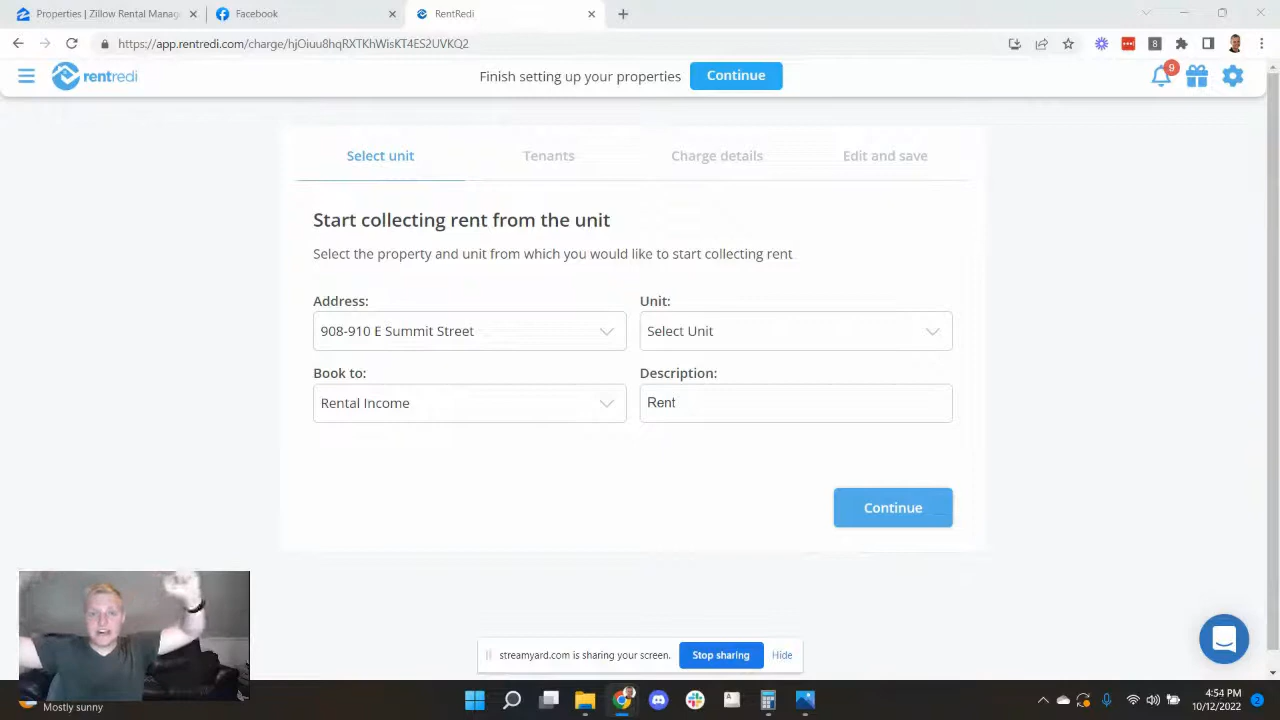 Properties | Zillow Rental Manag
Facebook
RentRedi
https://app.rentredi.com/charge/hjOiuu8hqRXTKhWisKT4ES2UVKQ2
8
rentredi
Finish setting up your properties
Continue
9
Select unit
Tenants
Charge details
Edit and save
Start collecting rent from the unit
Select the property and unit from which you would like to start collecting rent
Address:
Unit:
908-910 E Summit Street
Select Unit
Book to:
Description:
Rental Income
Rent
Continue
streamyard.com is sharing your screen.
Stop sharing
Hide
Mostly sunny
4:54 PM
10/12/2022
2